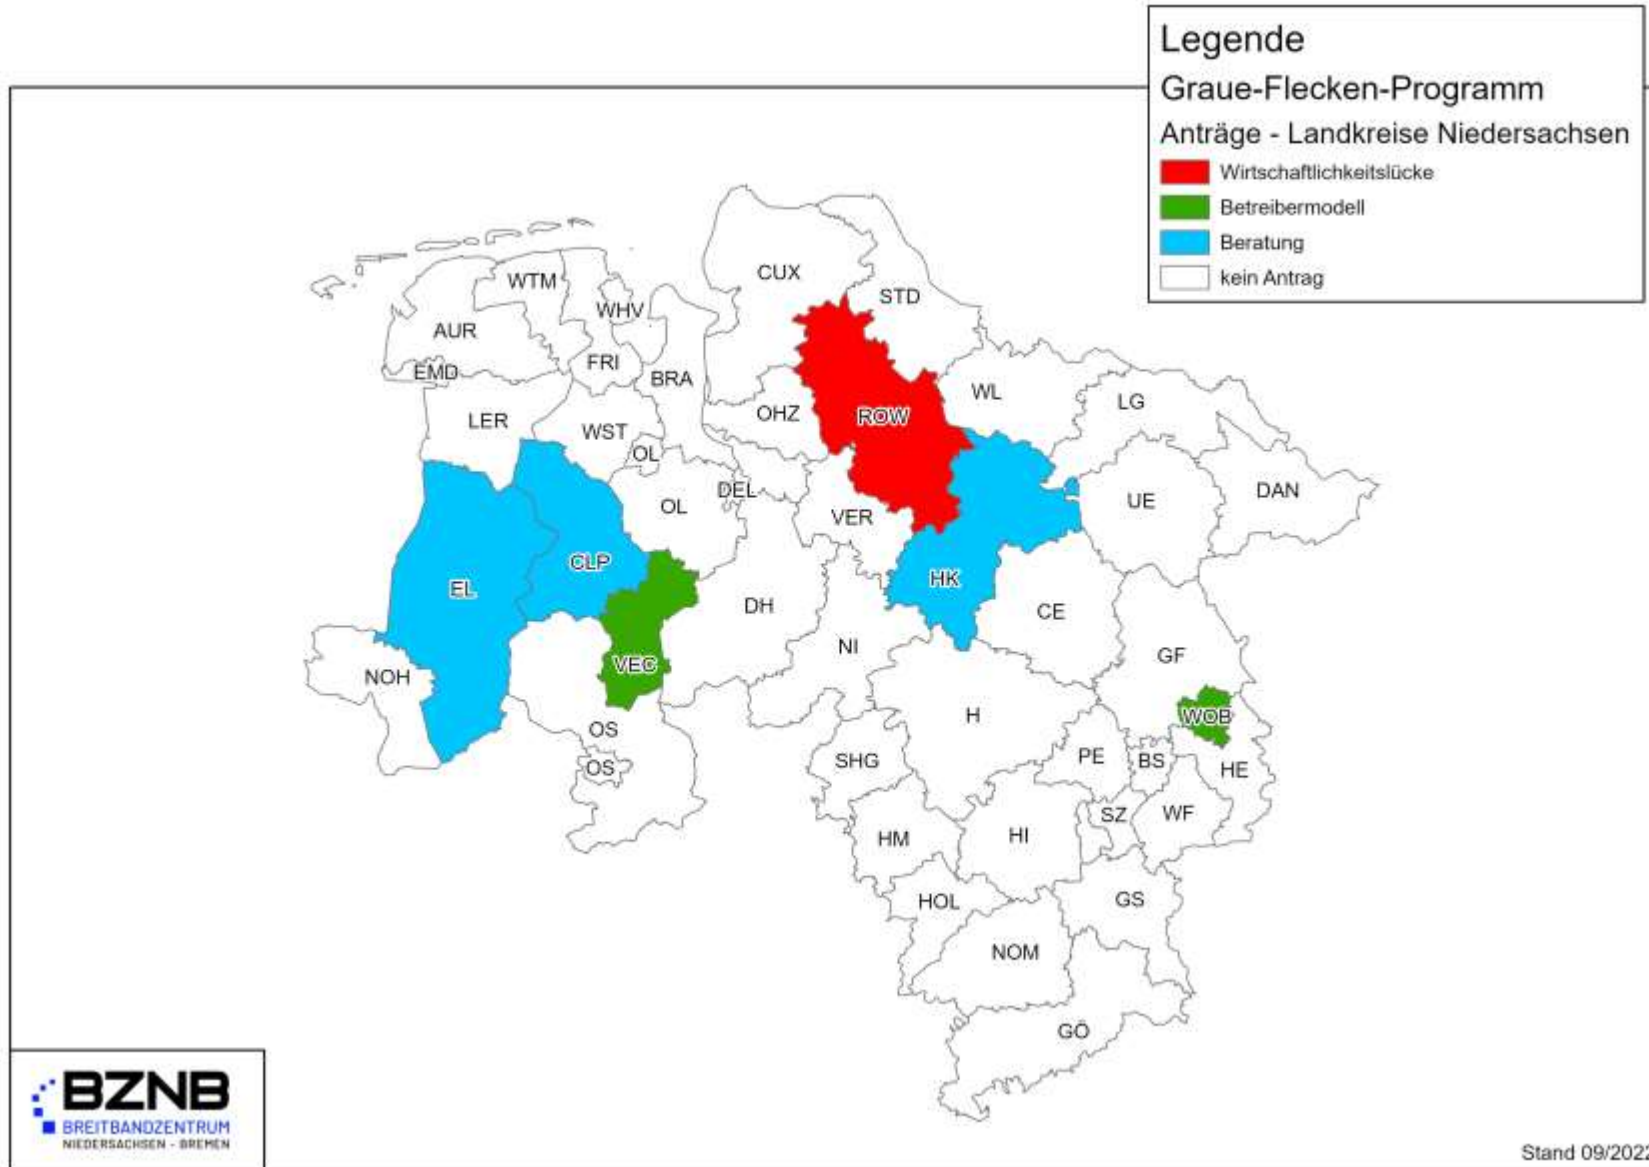 Legende
Graue-Flecken-Programm
Anträge - Landkreise Niedersachsen
Wirtschaftlichkeitslücke
Betreibermodell
Beratung
kein Antrag
CUX
WTM
STD
WHV
AUR
FRI
EMD
BRA
WL
LG
OHZ
ROW
LER
WST
OL
DEL
DAN
UE
OL
VER
CLP
HK
EL
DH
CE
NI
GF
VEC
NOH
H
WOB
OS
PE
BS
SHG
OS
HE
SZ
WF
HM
HI
HOL
GS
NOM
GÖ
BZNB
BREITBANDZENTRUM
NIEDERSACHSEN - BREMEN
Stand 09/2022